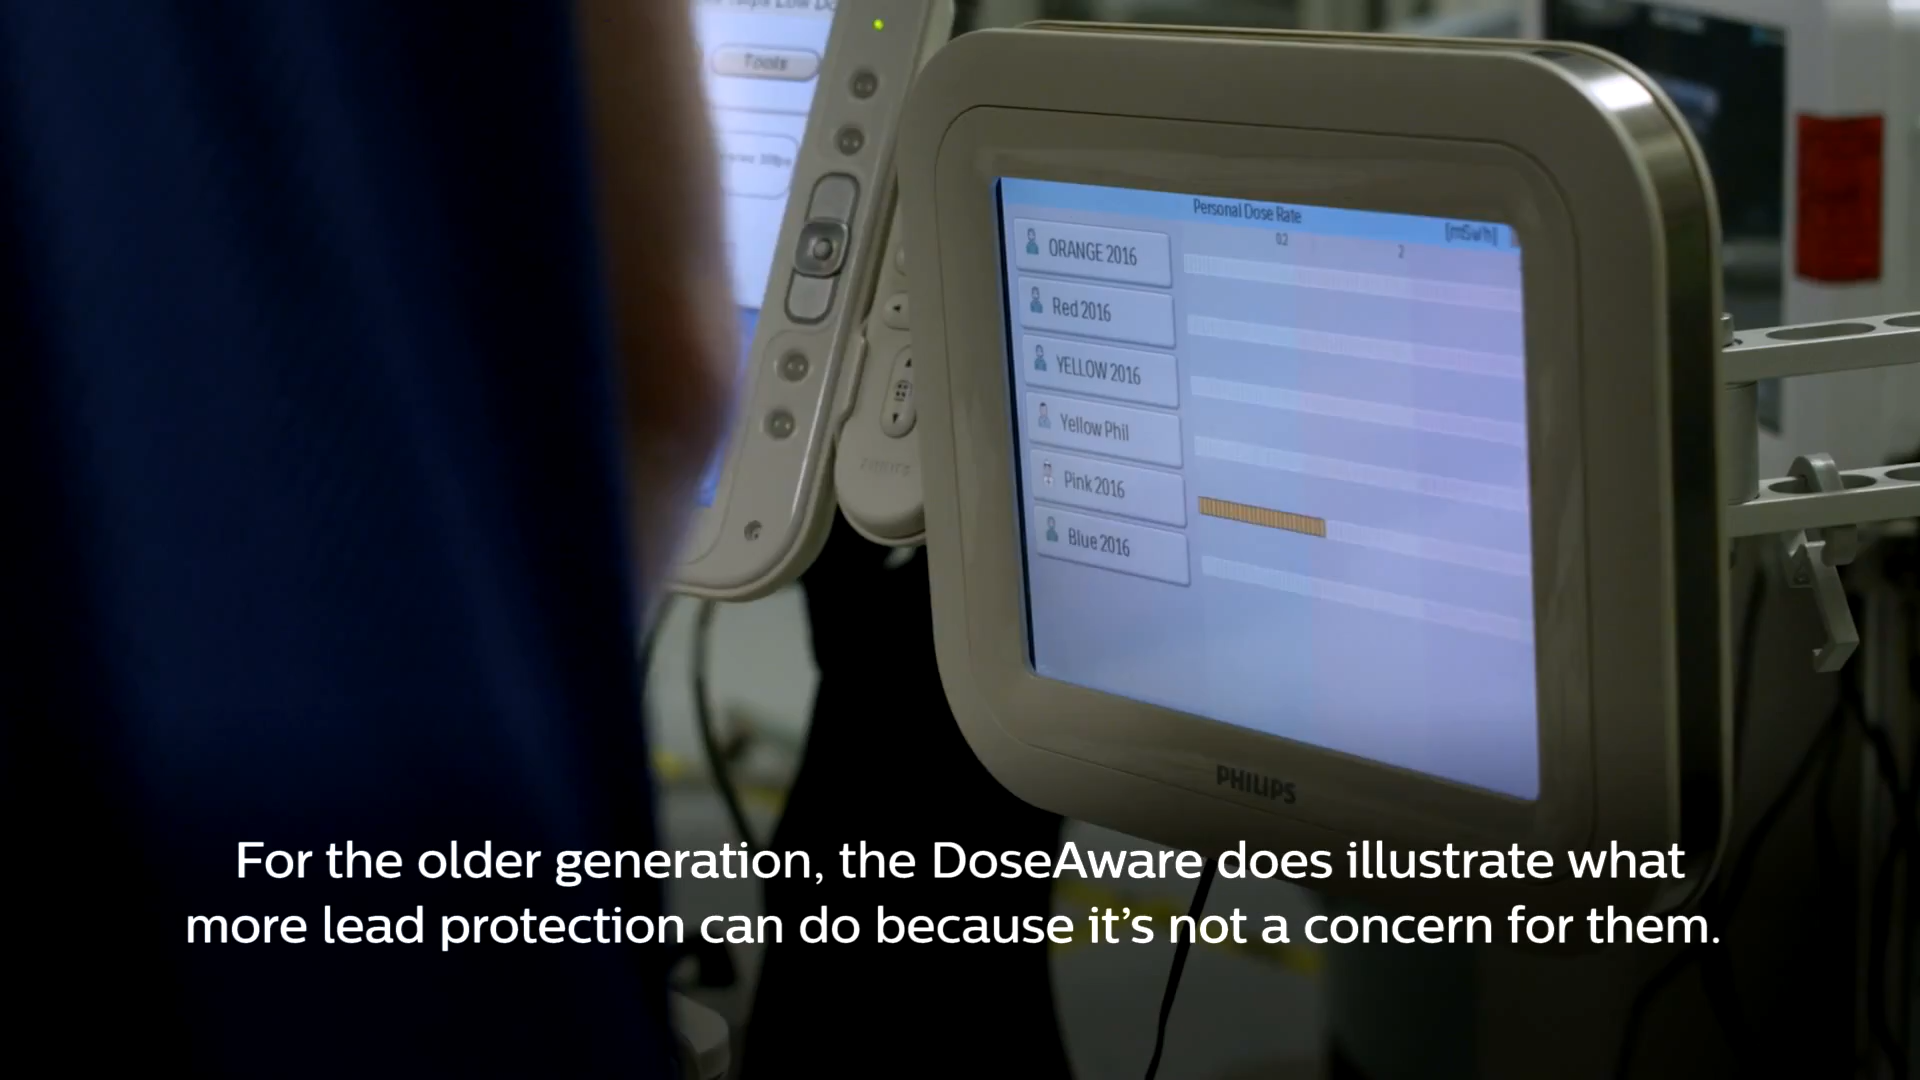 Tools
Personal Dose Rate
[mSv/h]
0.2
2
ORANGE 2016
Red 2016
YELLOW 2016
Yellow Phil
Pink 2016
Blue 2016
PHILIPS
For the older generation, the DoseAware does illustrate what
more lead protection can do because it's not a concern for them.